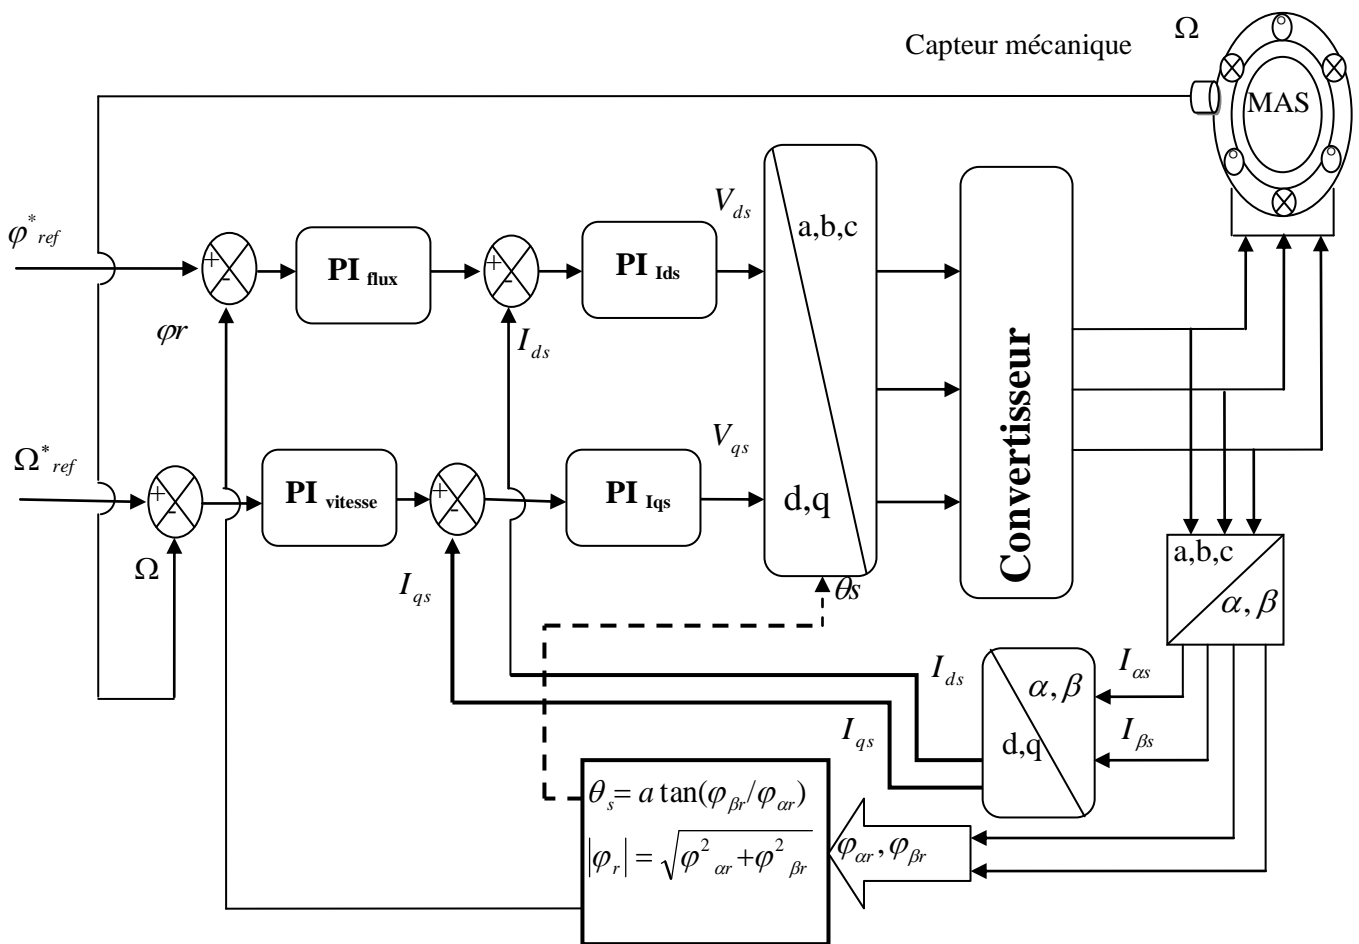 Capteur mécanique
Ω
MAS
φ*ref
+
-
PI flux
+
-
PI Ids
Vds
a,b,c
d,q
φr
Ids
Convertisseur
Ω*ref
+
-
PI vitesse
+
-
PI Iqs
Vqs
Ω
Iqs
θs
a,b,c
α, β
Ids
Iqs
α, β
d,q
Iαs
Iβs
θs = a tan(φβr/φαr)
|φr| = √φ²αr+φ²βr
φαr, φβr